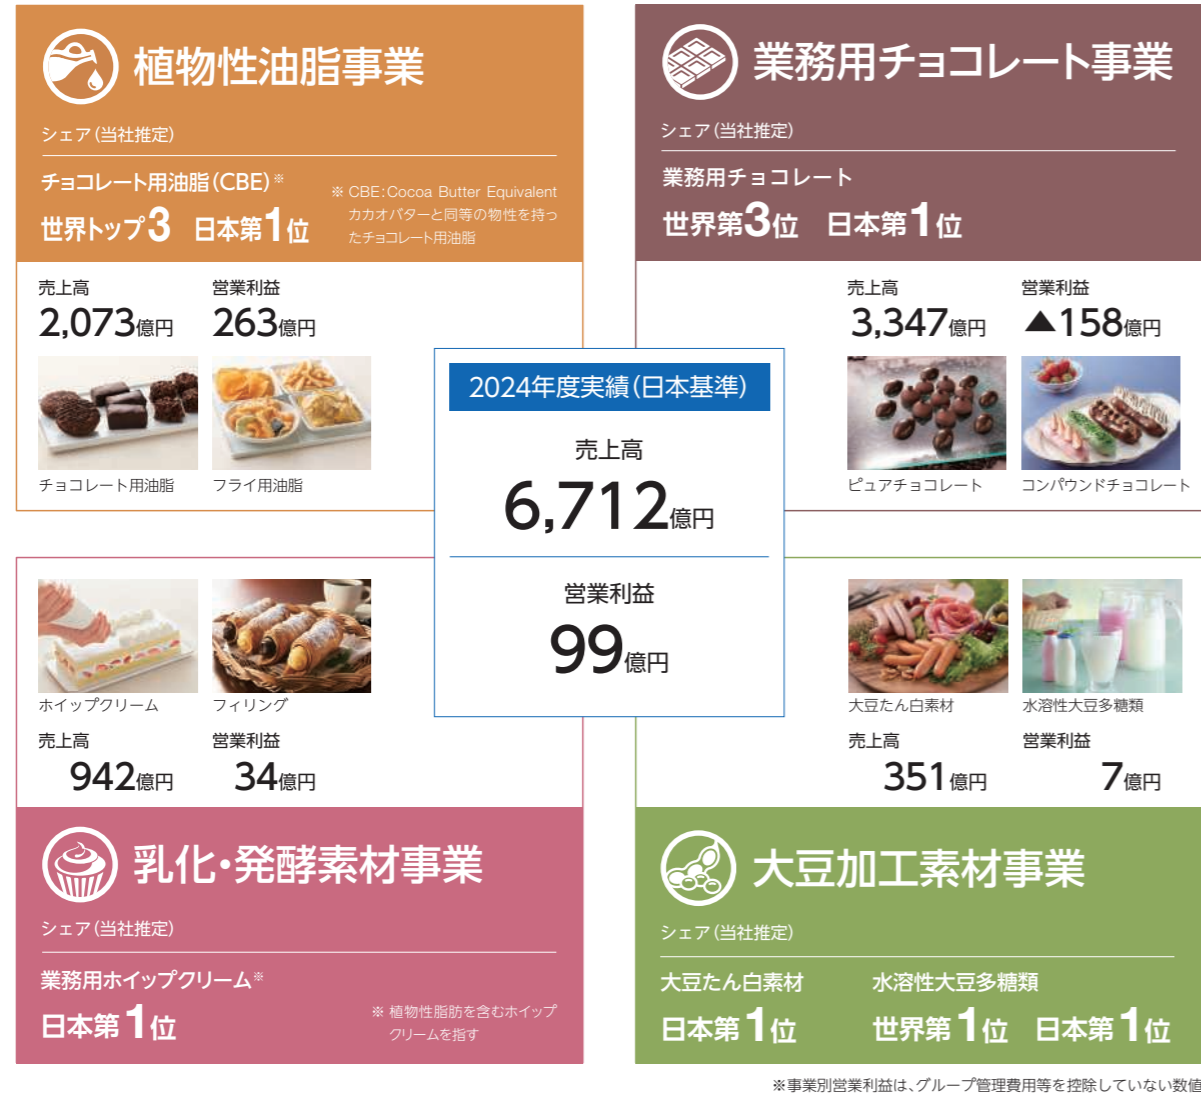 植物性油脂事業
シェア(当社推定)
チョコレート用油脂(CBE)※
世界トップ3 日本第1位
※ CBE:Cocoa Butter Equivalent
カカオバターと同等の物性を持っ
たチョコレート用油脂
売上高 営業利益
2,073億円 263億円
チョコレート用油脂 フライ用油脂
業務用チョコレート事業
シェア(当社推定)
業務用チョコレート
世界第3位 日本第1位
売上高 営業利益
3,347億円 ▲158億円
ピュアチョコレート コンパウンドチョコレート
2024年度実績(日本基準)
売上高
6,712億円
営業利益
99億円
ホイップクリーム フィリング
売上高 営業利益
942億円 34億円
乳化・発酵素材事業
シェア(当社推定)
業務用ホイップクリーム※
日本第1位
※ 植物性脂肪を含むホイップ
クリームを指す
大豆たん白素材 水溶性大豆多糖類
売上高 営業利益
351億円 7億円
大豆加工素材事業
シェア(当社推定)
大豆たん白素材 水溶性大豆多糖類
日本第1位 世界第1位 日本第1位
※事業別営業利益は、グループ管理費用等を控除していない数値